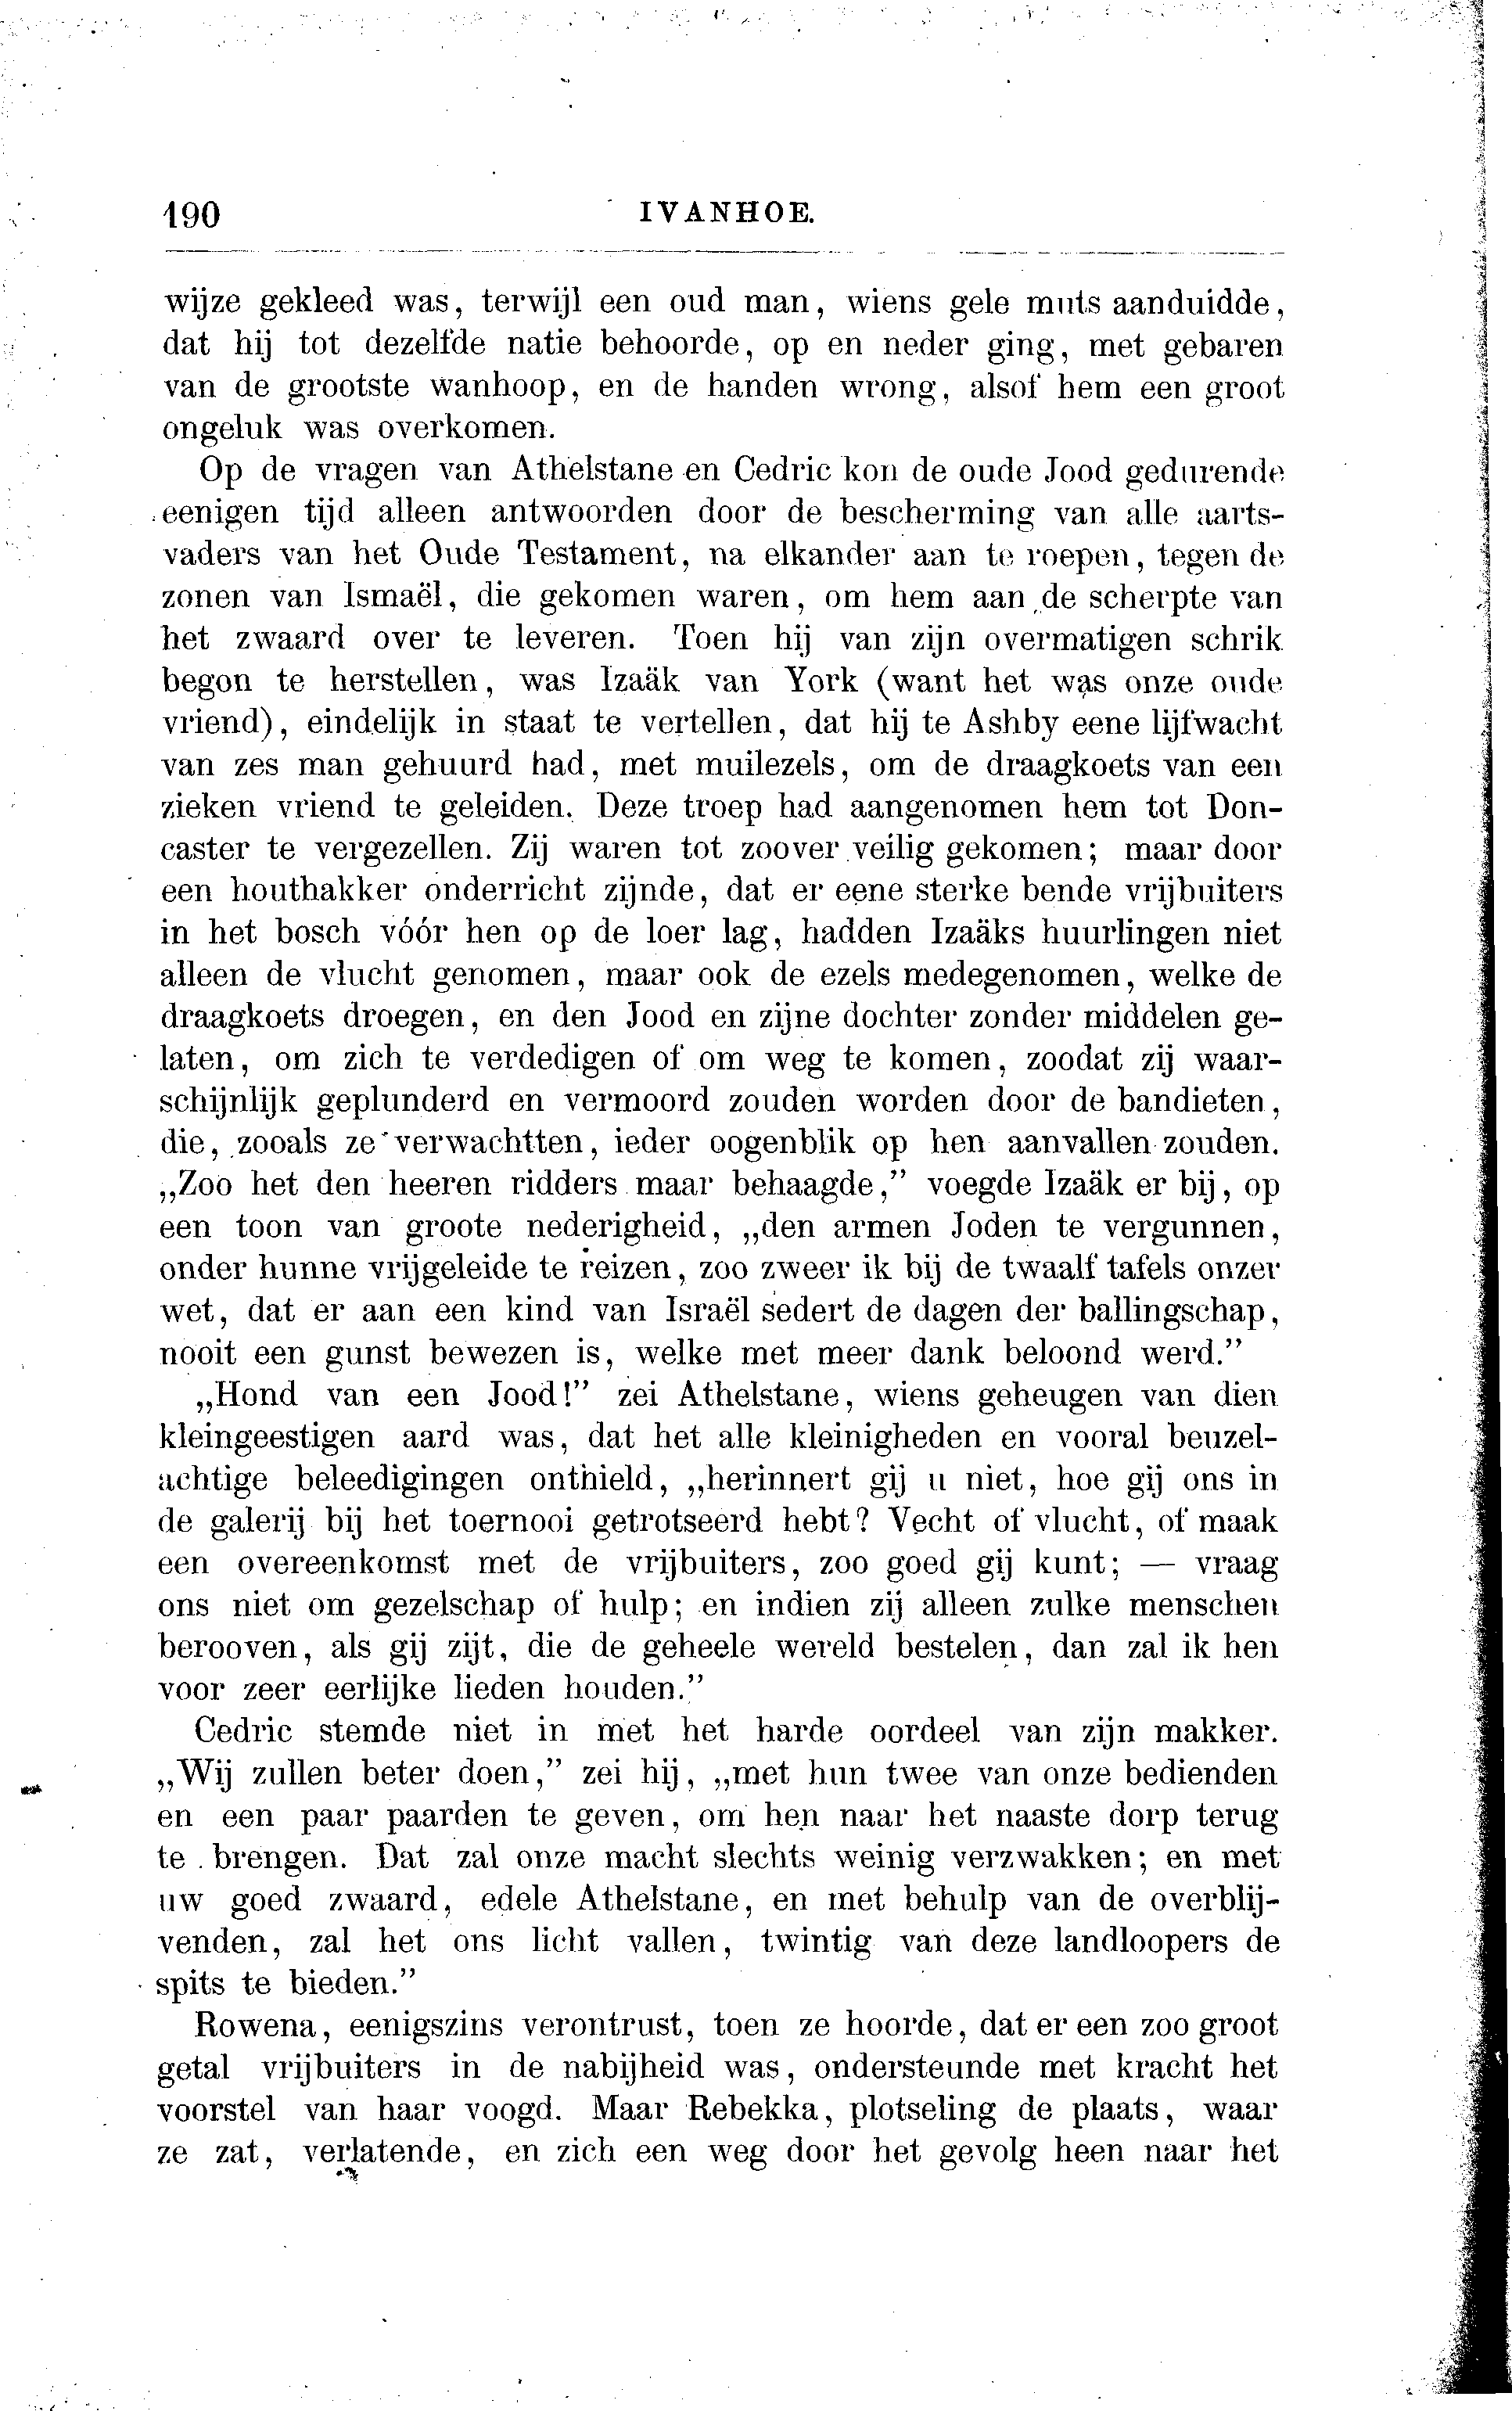 190
IVANHOE.
wijze gekleed was, terwijl een oud man, wiens gele muts aanduidde,
dat hij tot dezelfde natie behoorde, op en neder ging, met gebaren
van de grootste wanhoop, en de handen wrong, alsof hem een groot
ongeluk was overkomen.
Op de vragen van Athelstane en Cedric kon de oude Jood gedurende
eenigen tijd alleen antwoorden door de bescherming van alle aarts-
vaders van het Oude Testament, na elkander aan te roepen, tegen de
zonen van Ismaël, die gekomen waren, om hem aan de scherpte van
het zwaard over te leveren. Toen hij van zijn overmatigen schrik
begon te herstellen, was Izaäk van York (want het was onze oude
vriend), eindelijk in staat te vertellen, dat hij te Ashby eene lijfwacht
van zes man gehuurd had, met muilezels, om de draagkoets van een
zieken vriend te geleiden. Deze troep had aangenomen hem tot Don-
caster te vergezellen. Zij waren tot zoover veilig gekomen; maar door
een houthakker onderricht zijnde, dat er eene sterke bende vrijbuiters
in het bosch vóór hen op de loer lag, hadden Izaäks huurlingen niet
alleen de vlucht genomen, maar ook de ezels medegenomen, welke de
draagkoets droegen, en den Jood en zijne dochter zonder middelen ge-
laten, om zich te verdedigen of om weg te komen, zoodat zij waar-
schijnlijk geplunderd en vermoord zouden worden door de bandieten,
die, zooals ze verwachtten, ieder oogenblik op hen aanvallen zouden.
„Zoo het den heeren ridders maar behaagde,” voegde Izaäk er bij, op
een toon van groote nederigheid, „den armen Joden te vergunnen,
onder hunne vrijgeleide te reizen, zoo zweer ik bij de twaalf tafels onzer
wet, dat er aan een kind van Israël sedert de dagen der ballingschap,
nooit een gunst bewezen is, welke met meer dank beloond werd.”
„Hond van een Jood!” zei Athelstane, wiens geheugen van dien
kleingeestigen aard was, dat het alle kleinigheden en vooral beuzel-
achtige beleedigingen onthield, „herinnert gij u niet, hoe gij ons in
de galerij bij het toernooi getrotseerd hebt? Vecht of vlucht, of maak
een overeenkomst met de vrijbuiters, zoo goed gij kunt; — vraag
ons niet om gezelschap of hulp; en indien zij alleen zulke menschen
berooven, als gij zijt, die de geheele wereld bestelen, dan zal ik hen
voor zeer eerlijke lieden houden.”
Cedric stemde niet in met het harde oordeel van zijn makker.
„Wij zullen beter doen,” zei hij, „met hun twee van onze bedienden
en een paar paarden te geven, om hen naar het naaste dorp terug
te brengen. Dat zal onze macht slechts weinig verzwakken; en met
uw goed zwaard, edele Athelstane, en met behulp van de overblij-
venden, zal het ons licht vallen, twintig van deze landloopers de
spits te bieden.”
Rowena, eenigszins verontrust, toen ze hoorde, dat er een zoo groot
getal vrijbuiters in de nabijheid was, ondersteunde met kracht het
voorstel van haar voogd. Maar Rebekka, plotseling de plaats, waar
ze zat, verlatende, en zich een weg door het gevolg heen naar het